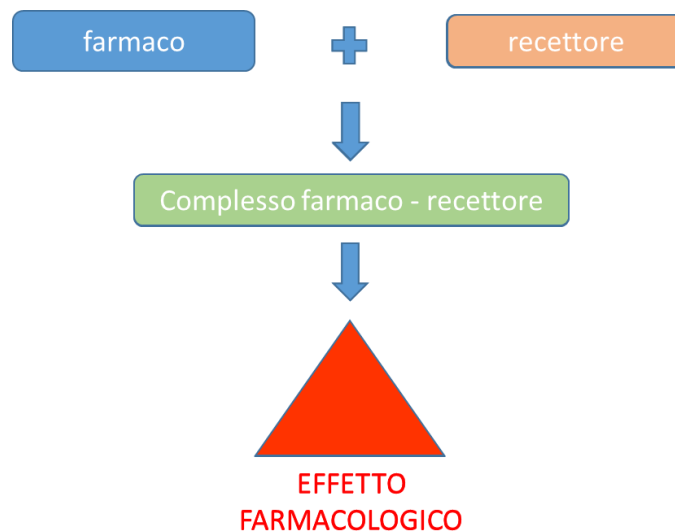 farmaco
recettore
Complesso farmaco - recettore
EFFETTO
FARMACOLOGICO